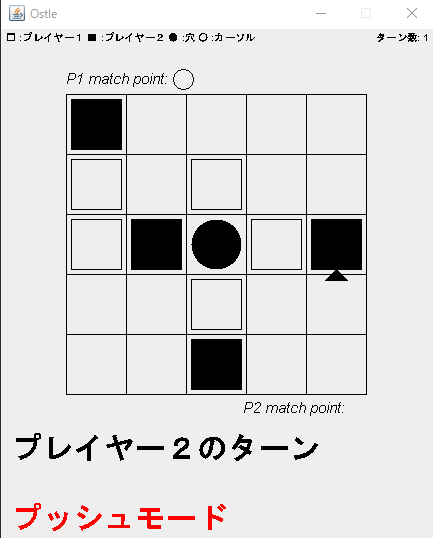 Ostle
□ :プレイヤー1 ■ :プレイヤー2 ● :穴 ○ :カーソル ターン数: 1
P1 match point:
P2 match point:
プレイヤー2のターン
プッシュモード